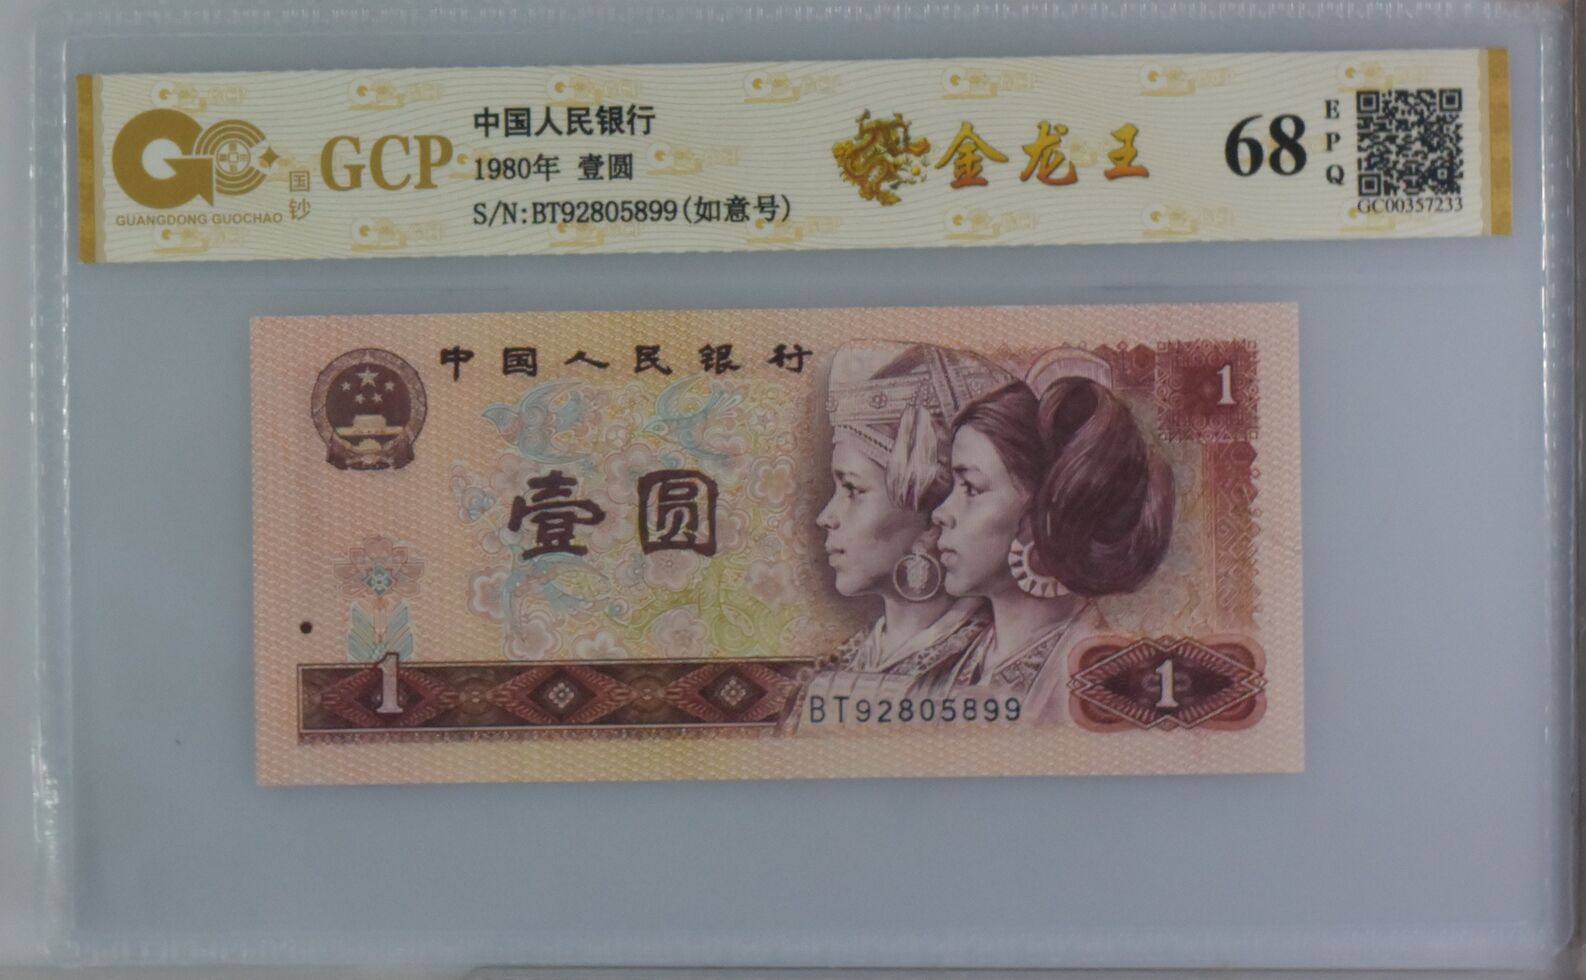 GCP
国钞
GUANGDONG GUOCHAO
中国人民银行
1980年 壹圆
S/N:BT92805899(如意号)
金龙王
68
EPQ
GC00357233
中国人民银行
1
壹圆
1
BT92805899
1